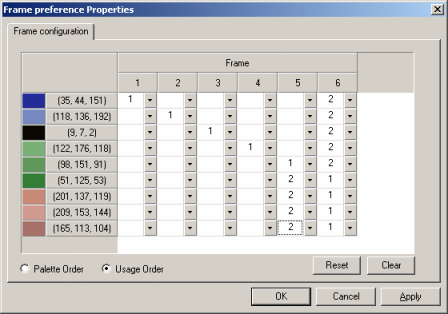 Frame preference Properties
Frame configuration
Frame
1 2 3 4 5 6
(35, 44, 151) 1 2
(118, 136, 192) 1 2
(9, 7, 2) 1 2
(122, 176, 118) 1 2
(98, 151, 91) 1 2
(51, 125, 53) 2 1
(201, 137, 119) 2 1
(209, 153, 144) 2 1
(165, 113, 104) 2 1
Palette Order Usage Order Reset Clear
OK Cancel Apply